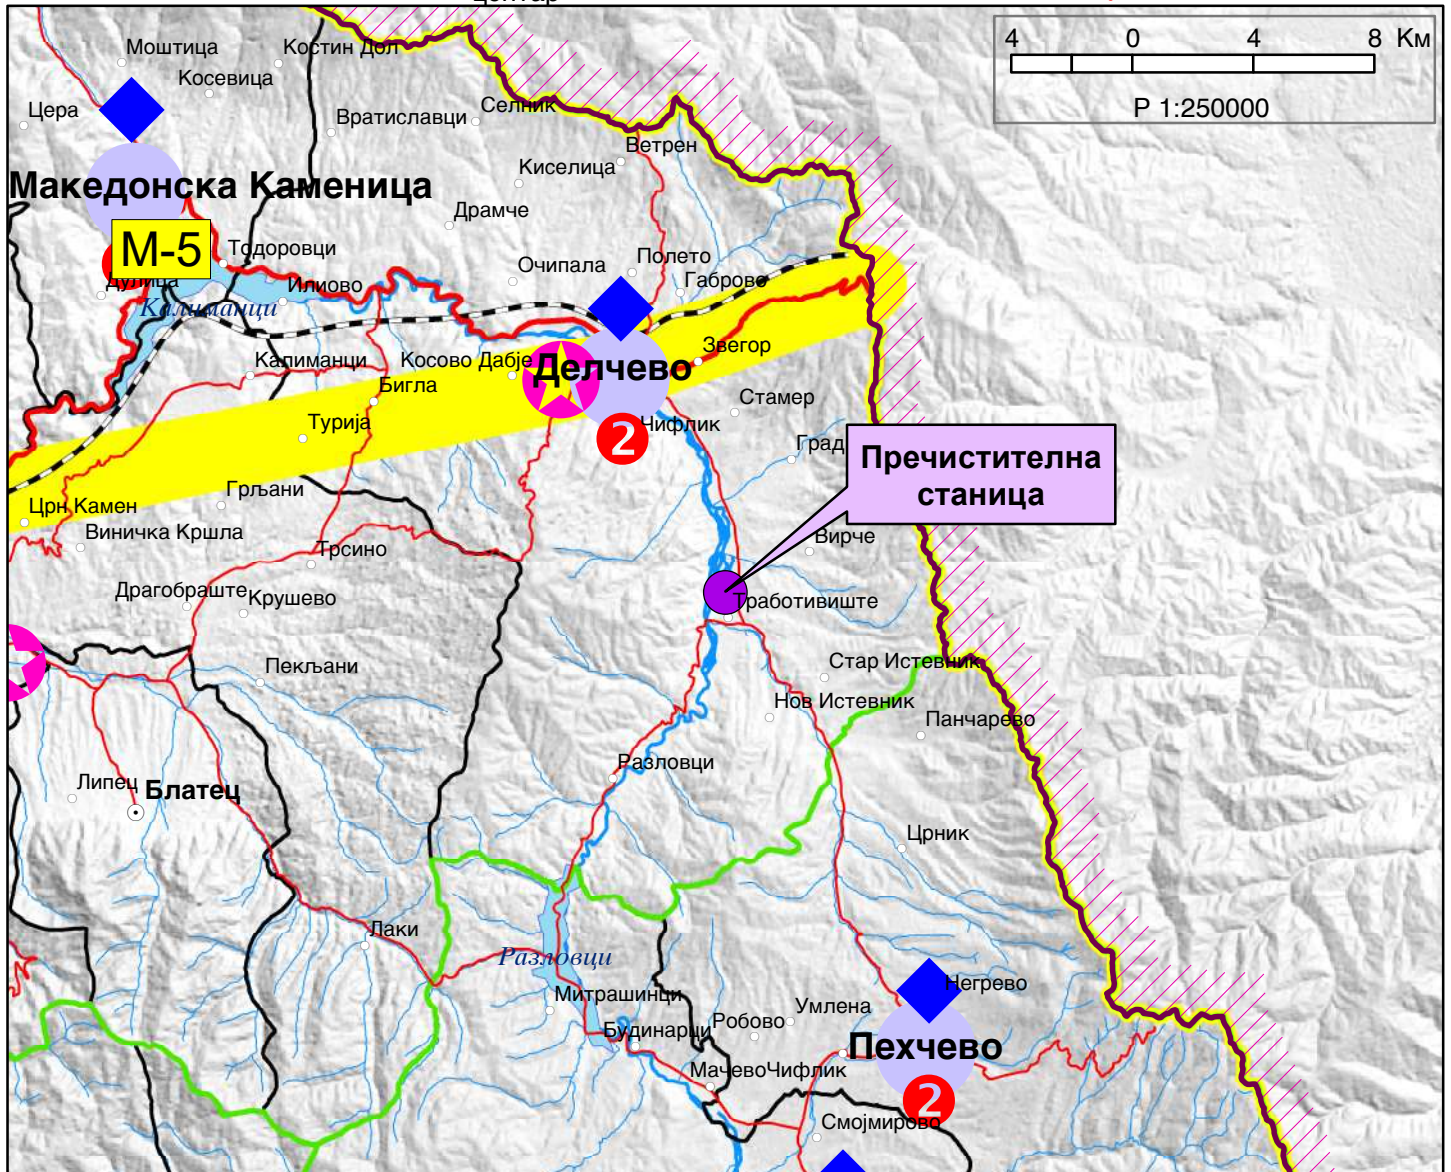 центар
4 0 4 8 Км
Р 1:250000
Моштица
Костин Дол
Косевица
Цера
Вратиславци
Селник
Ветрен
Киселица
Македонска Каменица
Драмче
М-5
Тодоровци
Полето
Очипала
Габрово
Дулица
Илиово
Калиманци
Звегор
Калиманци
Косово Дабје
Делчево
Бигла
Стамер
Турија
2
Чифлик
Град
Пречистителна
станица
Грљани
Црн Камен
Виничка Кршла
Вирче
Трсино
Драгобраште
Крушево
Тработивиште
Пекљани
Стар Истевник
Нов Истевник
Панчарево
Разловци
Липец
Блатец
Црник
Лаки
Разловци
Негрево
Митрашинци
Умлена
Робово
Будинарци
Пехчево
Мачево
Чифлик
2
Смојмирово